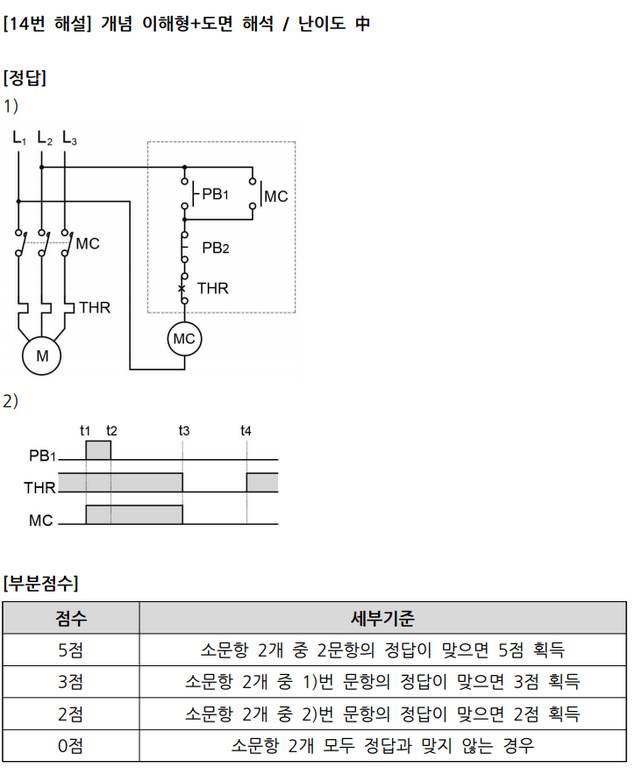 [14번 해설] 개념 이해형+도면 해석 / 난이도 中
[정답]
1)
L1 L2 L3
PB1 MC
MC PB2
THR
THR
MC
M
2)
t1 t2 t3 t4
PB1
THR
MC
[부분점수]
점수 세부기준
5점 소문항 2개 중 2문항의 정답이 맞으면 5점 획득
3점 소문항 2개 중 1)번 문항의 정답이 맞으면 3점 획득
2점 소문항 2개 중 2)번 문항의 정답이 맞으면 2점 획득
0점 소문항 2개 모두 정답과 맞지 않는 경우